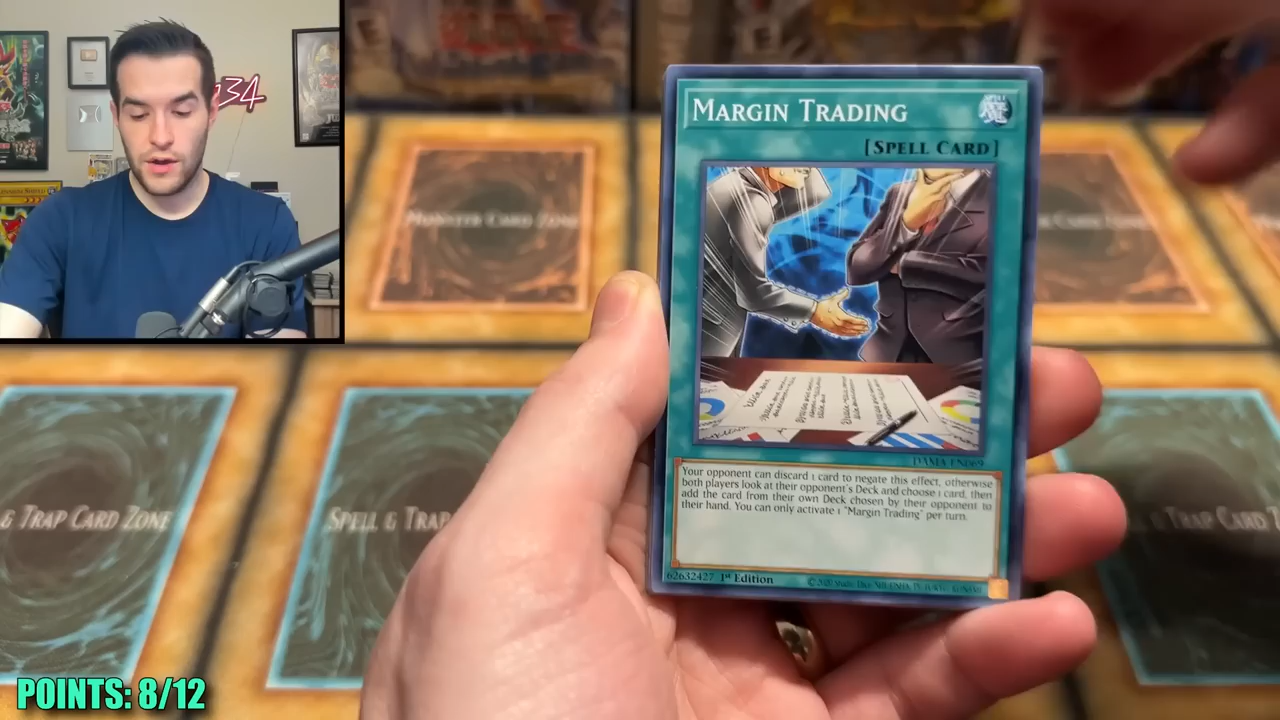 34
MARGIN TRADING
[SPELL CARD]
MONSTER CARD ZONE
DAMA-EN069
Your opponent can discard 1 card to negate this effect, otherwise
both players look at their opponent's Deck and choose 1 card, then
add the card from their own Deck chosen by their opponent to
their hand. You can only activate 1 "Margin Trading" per turn.
& TRAP CARD ZONE
SPELL & TRAP
& TRAP CARD Z
62632427 1st Edition
POINTS: 8/12